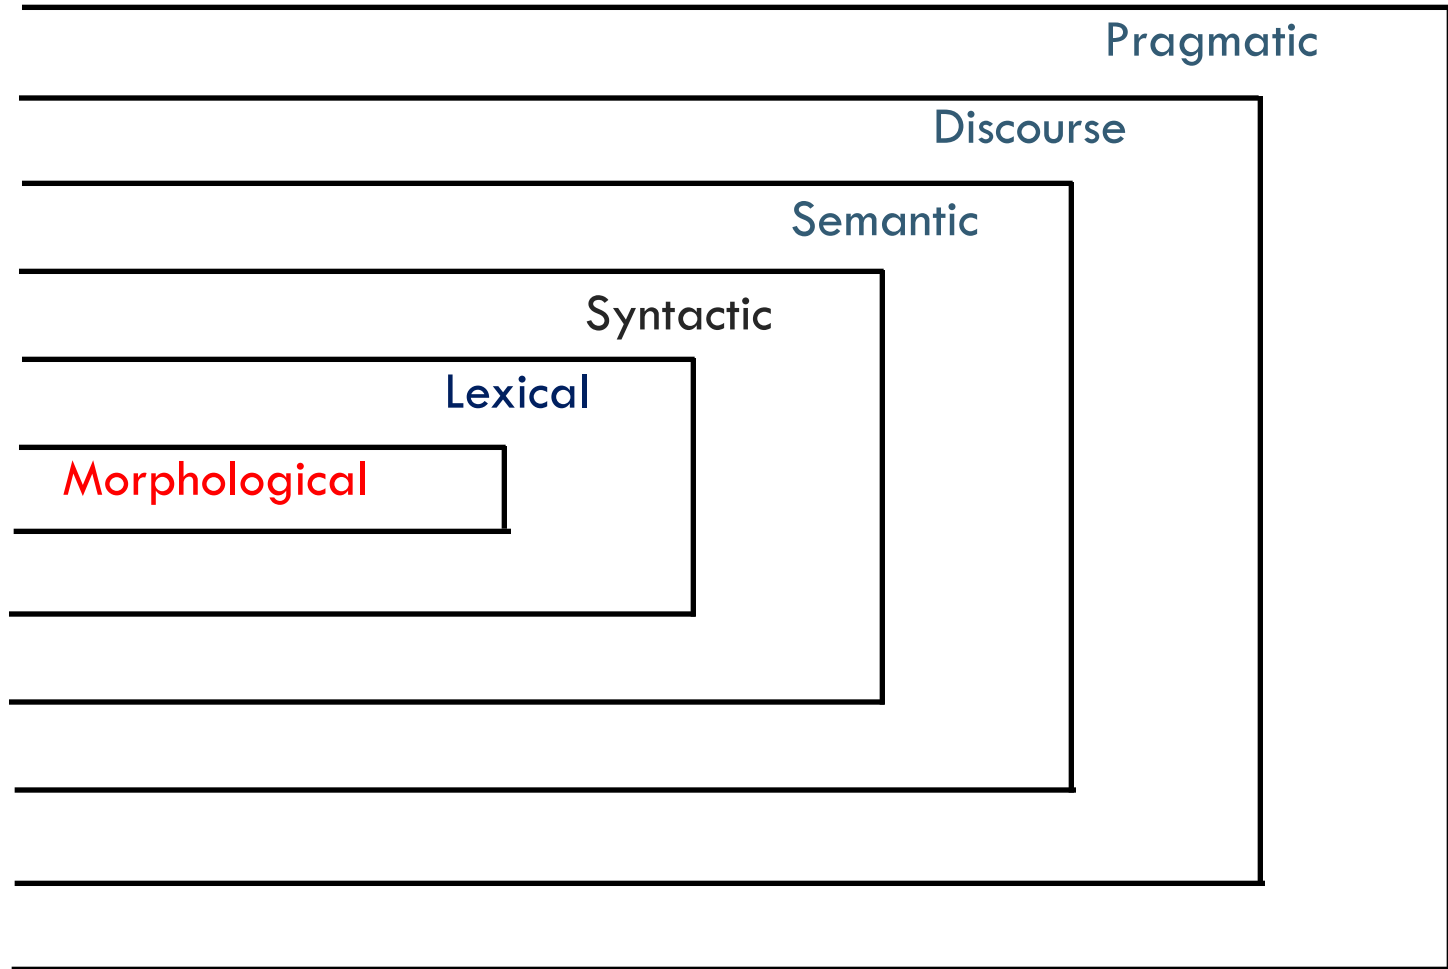 Pragmatic
Discourse
Semantic
Syntactic
Lexical
Morphological